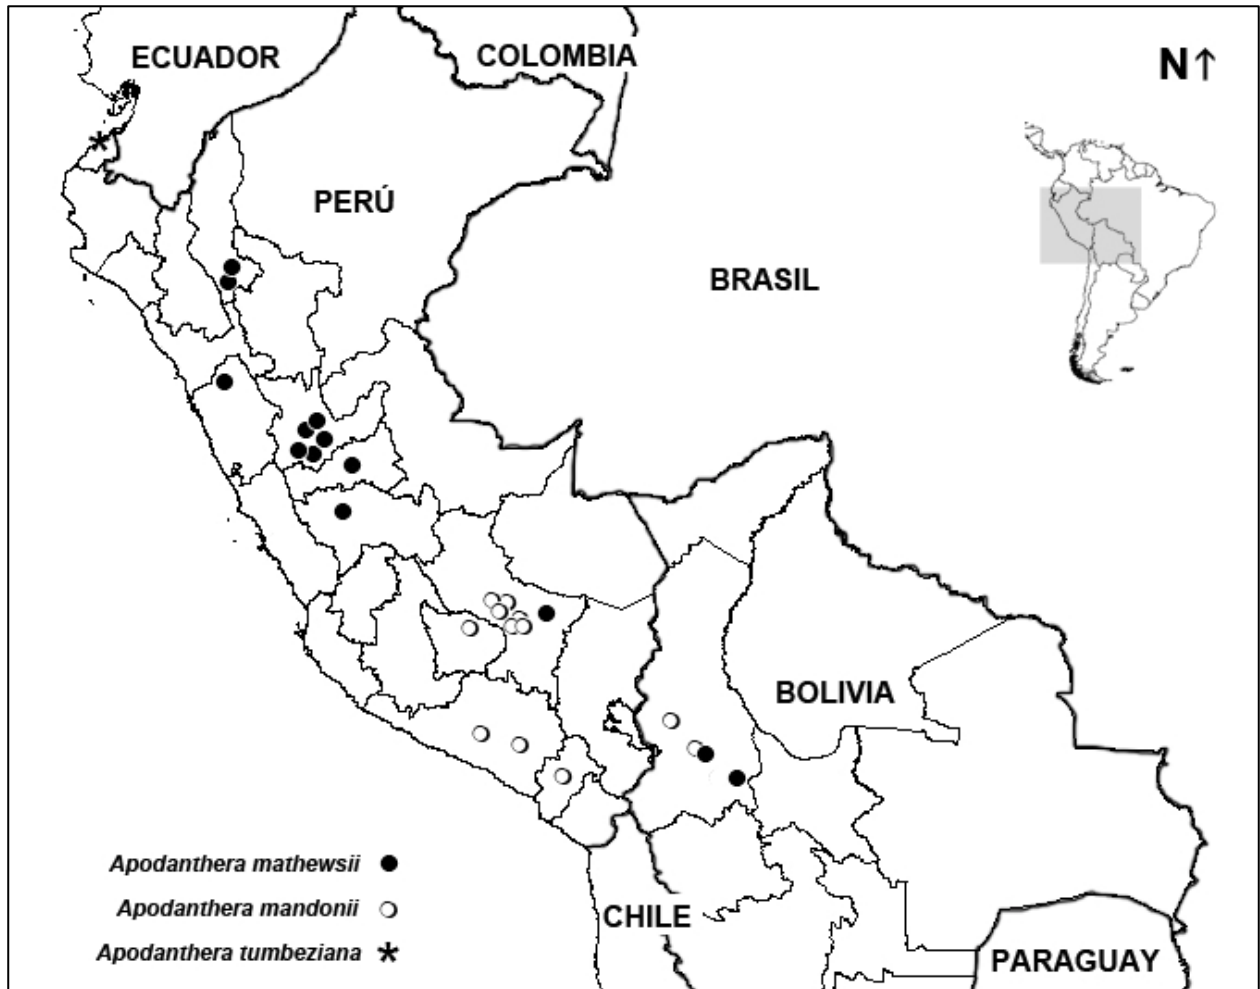 ECUADOR
COLOMBIA
N↑
PERÚ
BRASIL
BOLIVIA
Apodanthera mathewsii ●
Apodanthera mandonii ○
Apodanthera tumbeziana *
CHILE
PARAGUAY